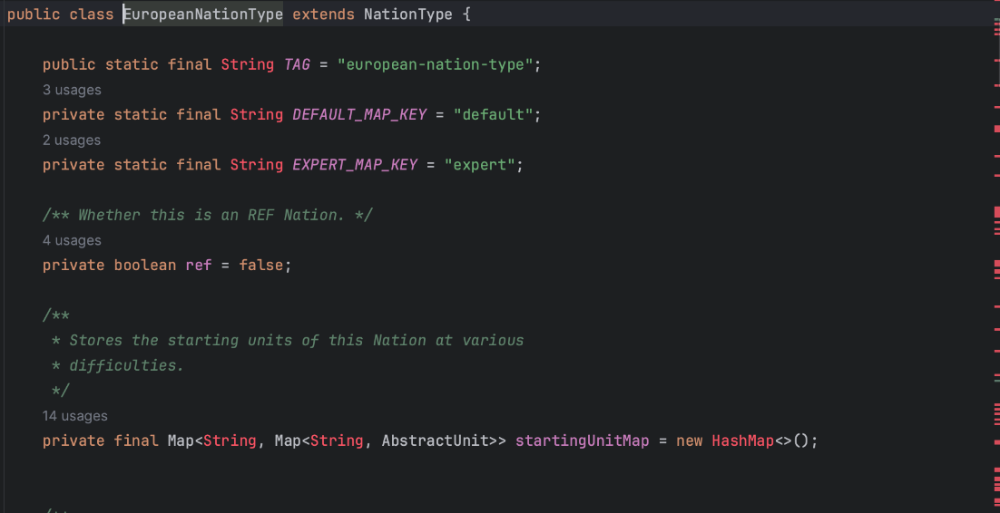 public class EuropeanNationType extends NationType {
public static final String TAG = "european-nation-type";
3 usages
private static final String DEFAULT_MAP_KEY = "default";
2 usages
private static final String EXPERT_MAP_KEY = "expert";
/** Whether this is an REF Nation. */
4 usages
private boolean ref = false;
/**
* Stores the starting units of this Nation at various
* difficulties.
*/
14 usages
private final Map<String, Map<String, AbstractUnit>> startingUnitMap = new HashMap<>();